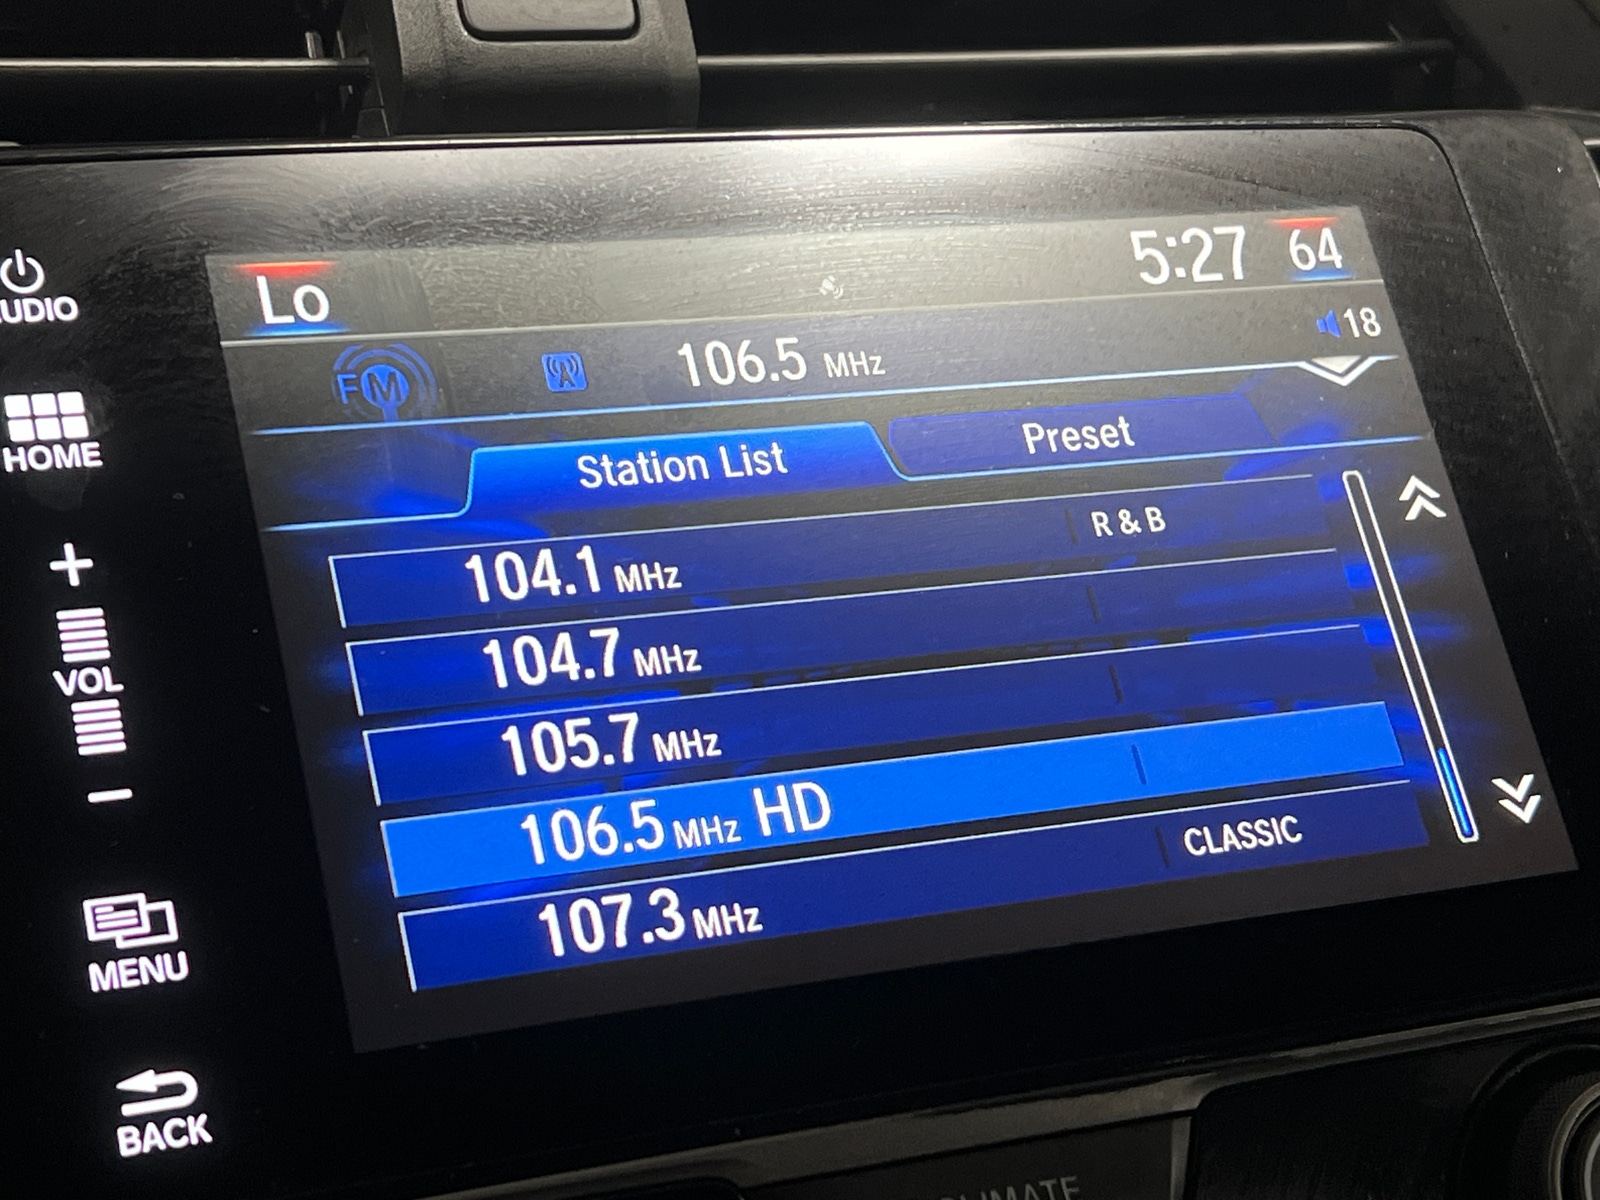 AUDIO
HOME
+
VOL
−
MENU
BACK
Lo
5:27 64
FM 106.5 MHz 18
Station List Preset
104.1 MHz R & B
104.7 MHz
105.7 MHz
106.5 MHz HD
107.3 MHz CLASSIC
CLIMATE